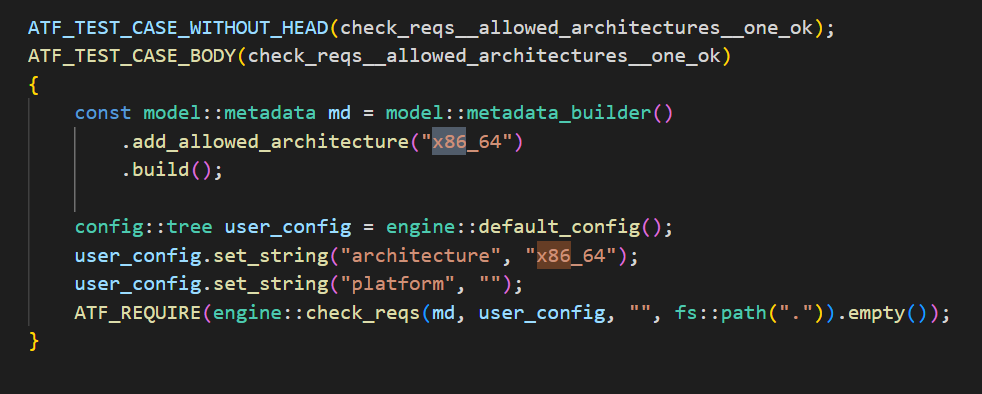 ATF_TEST_CASE_WITHOUT_HEAD(check_reqs__allowed_architectures__one_ok);
ATF_TEST_CASE_BODY(check_reqs__allowed_architectures__one_ok)
{
    const model::metadata md = model::metadata_builder()
        .add_allowed_architecture("x86_64")
        .build();

    config::tree user_config = engine::default_config();
    user_config.set_string("architecture", "x86_64");
    user_config.set_string("platform", "");
    ATF_REQUIRE(engine::check_reqs(md, user_config, "", fs::path(".")).empty());
}